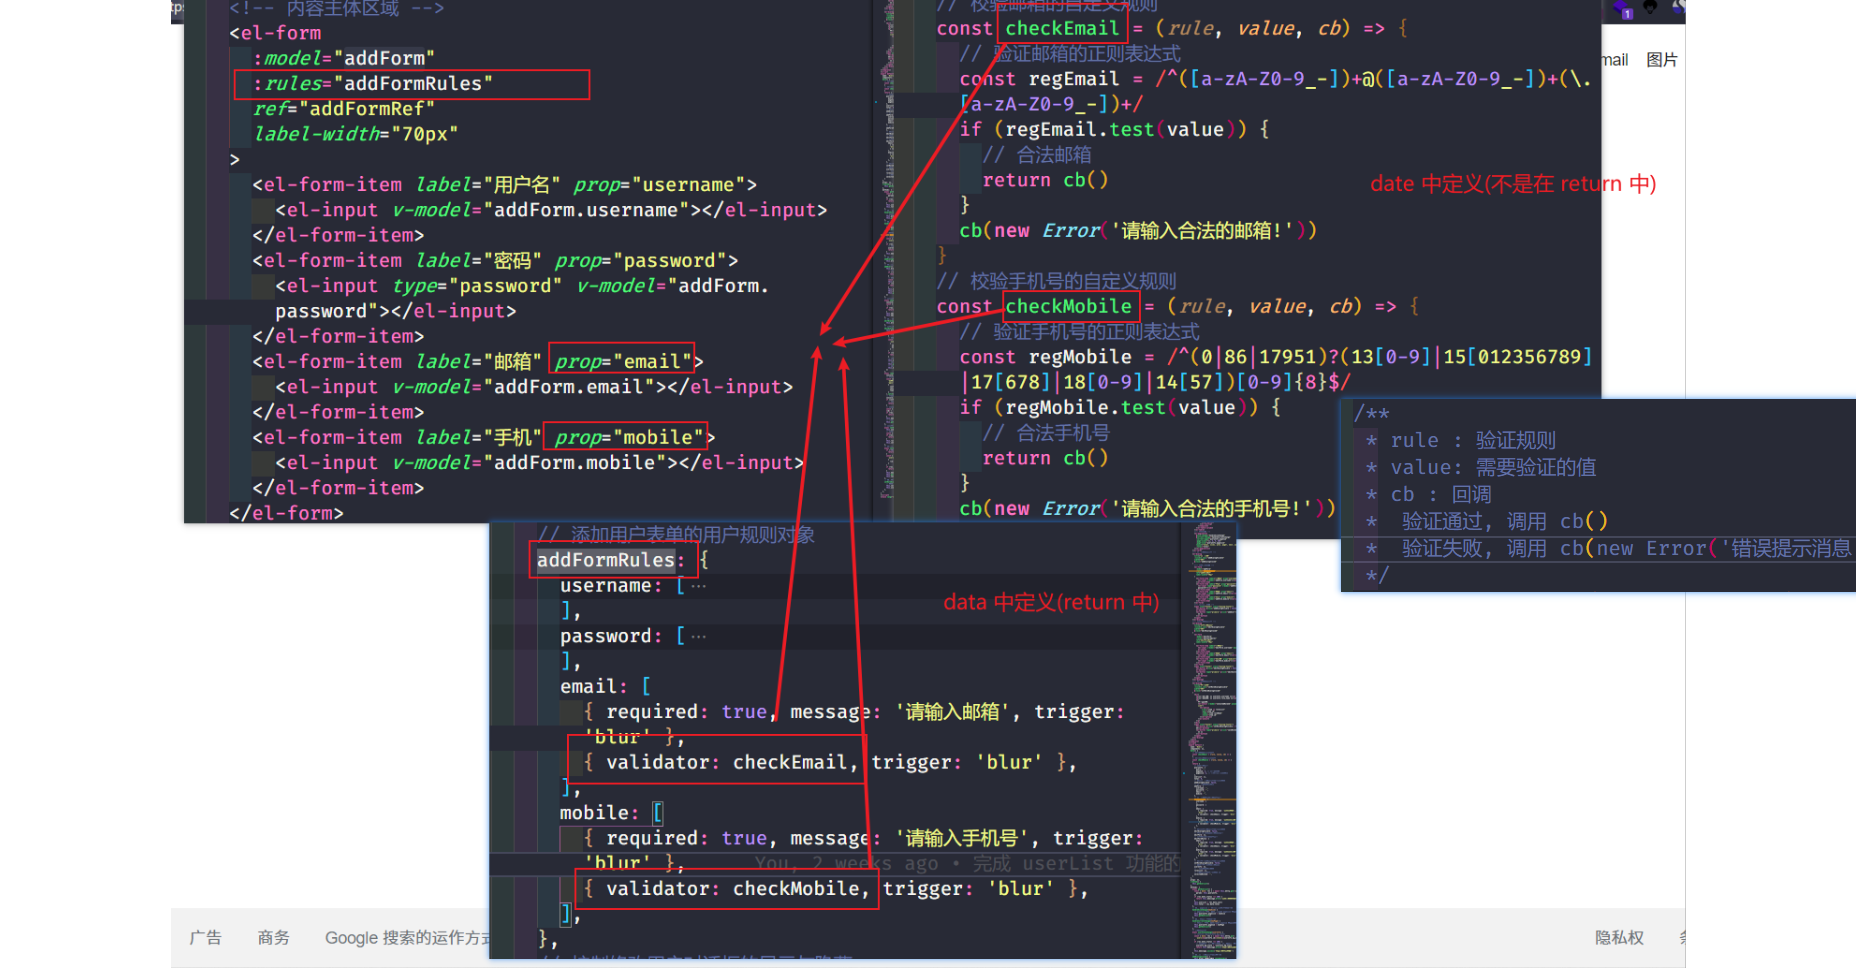 <!-- 内容主体区域 -->
<el-form
:model="addForm"
:rules="addFormRules"
ref="addFormRef"
label-width="70px"
>
<el-form-item label="用户名" prop="username">
<el-input v-model="addForm.username"></el-input>
</el-form-item>
<el-form-item label="密码" prop="password">
<el-input type="password" v-model="addForm.
password"></el-input>
</el-form-item>
<el-form-item label="邮箱" prop="email">
<el-input v-model="addForm.email"></el-input>
</el-form-item>
<el-form-item label="手机" prop="mobile">
<el-input v-model="addForm.mobile"></el-input>
</el-form-item>
</el-form>
// 校验邮箱的自定义规则
const checkEmail = (rule, value, cb) => {
// 验证邮箱的正则表达式
const regEmail = /^([a-zA-Z0-9_-])+@([a-zA-Z0-9_-])+(\.
[a-zA-Z0-9_-])+/
if (regEmail.test(value)) {
// 合法邮箱
return cb()
}
cb(new Error('请输入合法的邮箱!'))
}
// 校验手机号的自定义规则
const checkMobile = (rule, value, cb) => {
// 验证手机号的正则表达式
const regMobile = /^(0|86|17951)?(13[0-9]|15[012356789]
|17[678]|18[0-9]|14[57])[0-9]{8}$/
if (regMobile.test(value)) {
// 合法手机号
return cb()
}
cb(new Error('请输入合法的手机号!'))
1
mail 图片
date 中定义(不是在 return 中)
/**
* rule : 验证规则
* value: 需要验证的值
* cb : 回调
* 验证通过, 调用 cb()
* 验证失败, 调用 cb(new Error('错误提示消息
*/
// 添加用户表单的用户规则对象
addFormRules: {
username: [ ···
],
password: [ ···
],
email: [
{ required: true, message: '请输入邮箱', trigger:
'blur' },
{ validator: checkEmail, trigger: 'blur' },
],
mobile: [
{ required: true, message: '请输入手机号', trigger:
'blur' }, You, 2 weeks ago • 完成 userList 功能的
{ validator: checkMobile, trigger: 'blur' },
],
},
data 中定义(return 中)
广告 商务 Google 搜索的运作方式
隐私权